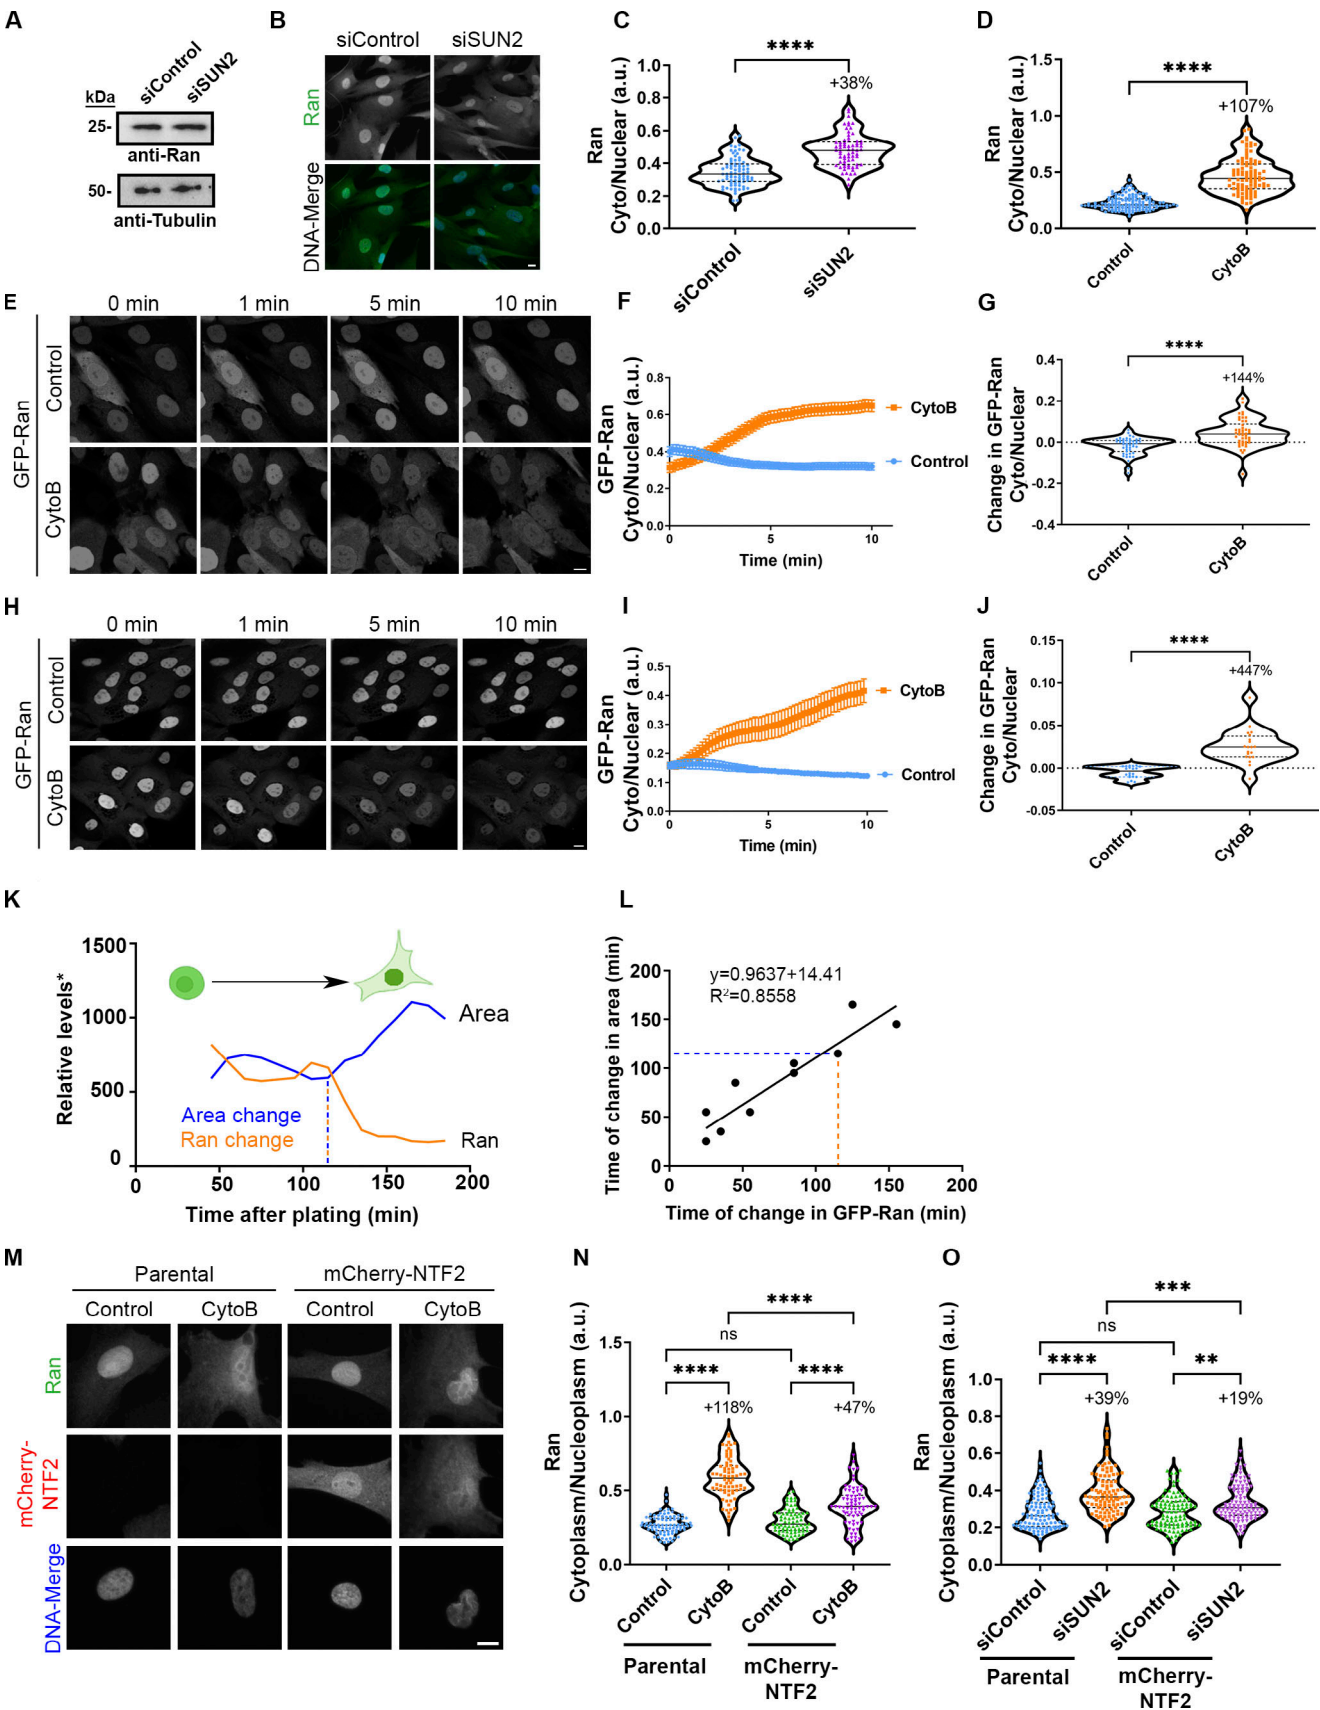 A
siControl
siSUN2
kDa
25-
anti-Ran
50-
anti-Tubulin
B
siControl
siSUN2
Ran
DNA-Merge
C
****
+38%
Ran
Cyto/Nuclear (a.u.)
1.0
0.8
0.6
0.4
0.2
0.0
siControl
siSUN2
D
****
+107%
Ran
Cyto/Nuclear (a.u.)
1.5
1.0
0.5
0.0
Control
CytoB
E
0 min
1 min
5 min
10 min
GFP-Ran
Control
CytoB
F
GFP-Ran
Cyto/Nuclear (a.u.)
0.8
0.6
0.4
0.2
0.0
CytoB
Control
0
5
10
Time (min)
G
****
+144%
Change in GFP-Ran
Cyto/Nuclear
0.4
0.2
0.0
-0.2
-0.4
Control
CytoB
H
0 min
1 min
5 min
10 min
GFP-Ran
Control
CytoB
I
GFP-Ran
Cyto/Nuclear (a.u.)
0.5
0.4
0.3
0.2
0.1
0.0
CytoB
Control
0
5
10
Time (min)
J
****
+447%
Change in GFP-Ran
Cyto/Nuclear
0.15
0.10
0.05
0.00
-0.05
Control
CytoB
K
Relative levels*
1500
1000
500
0
Area
Area change
Ran change
Ran
0
50
100
150
200
Time after plating (min)
L
Time of change in area (min)
200
150
100
50
0
y=0.9637+14.41
R²=0.8558
0
50
100
150
200
Time of change in GFP-Ran (min)
M
Parental
mCherry-NTF2
Control
CytoB
Control
CytoB
Ran
mCherry-
NTF2
DNA-Merge
N
****
ns
****
****
+118%
+47%
Ran
Cytoplasm/Nucleoplasm (a.u.)
1.5
1.0
0.5
0.0
Control
CytoB
Control
CytoB
Parental
mCherry-
NTF2
O
***
ns
****
**
+39%
+19%
Ran
Cytoplasm/Nucleoplasm (a.u.)
1.0
0.8
0.6
0.4
0.2
0.0
siControl
siSUN2
siControl
siSUN2
Parental
mCherry-
NTF2